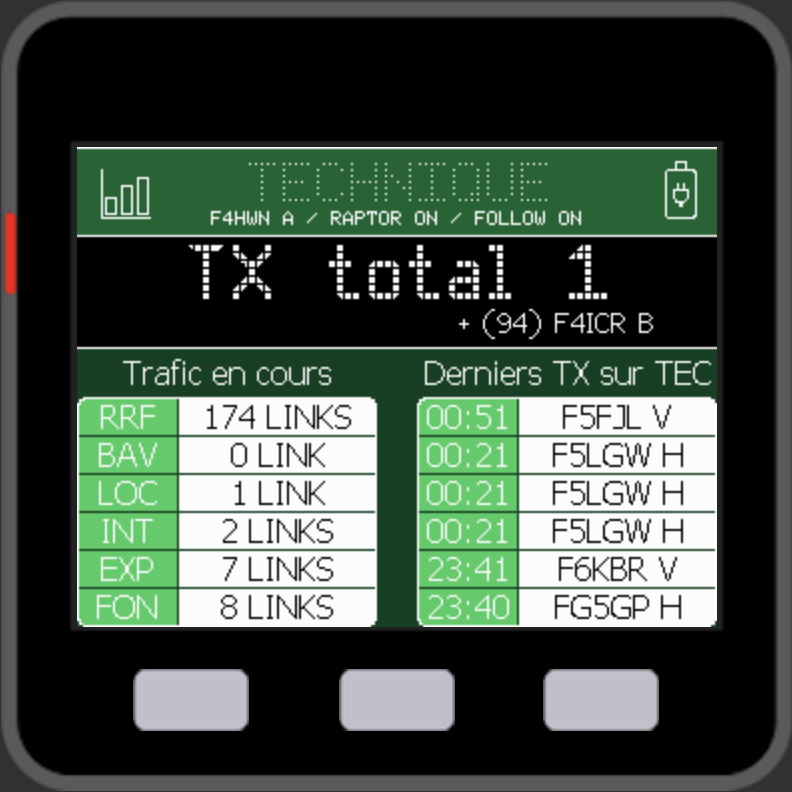 TECHNIQUE
F4HWN A / RAPTOR ON / FOLLOW ON
TX total 1
+ (94) F4ICR B
Trafic en cours
RRF 174 LINKS
BAV 0 LINK
LOC 1 LINK
INT 2 LINKS
EXP 7 LINKS
FON 8 LINKS
Derniers TX sur TEC
00:51 F5FJL V
00:21 F5LGW H
00:21 F5LGW H
00:21 F5LGW H
23:41 F6KBR V
23:40 FG5GP H